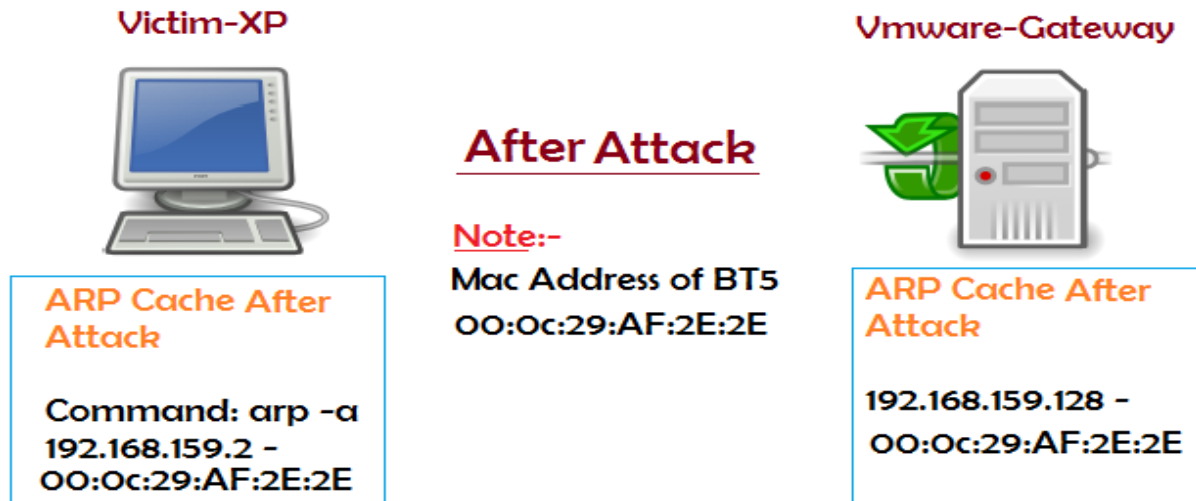 Victim-XP
Vmware-Gateway
After Attack
Note:-
Mac Address of BT5
00:0c:29:AF:2E:2E
ARP Cache After
Attack
Command: arp -a
192.168.159.2 -
00:0c:29:AF:2E:2E
ARP Cache After
Attack
192.168.159.128 -
00:0c:29:AF:2E:2E